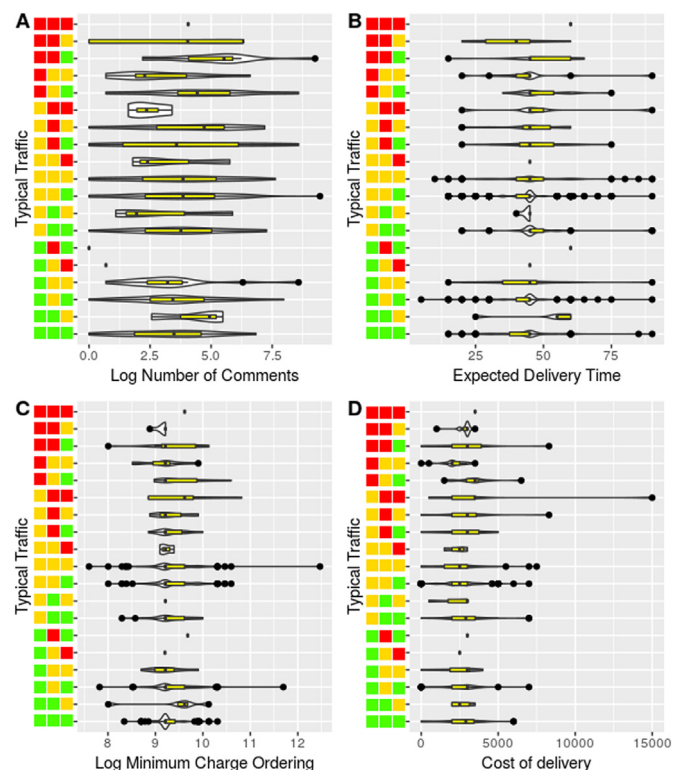 A
B
Typical Traffic
Typical Traffic
0.0 2.5 5.0 7.5
25 50 75
Log Number of Comments
Expected Delivery Time
C
D
Typical Traffic
Typical Traffic
8 9 10 11 12
0 5000 10000 15000
Log Minimum Charge Ordering
Cost of delivery